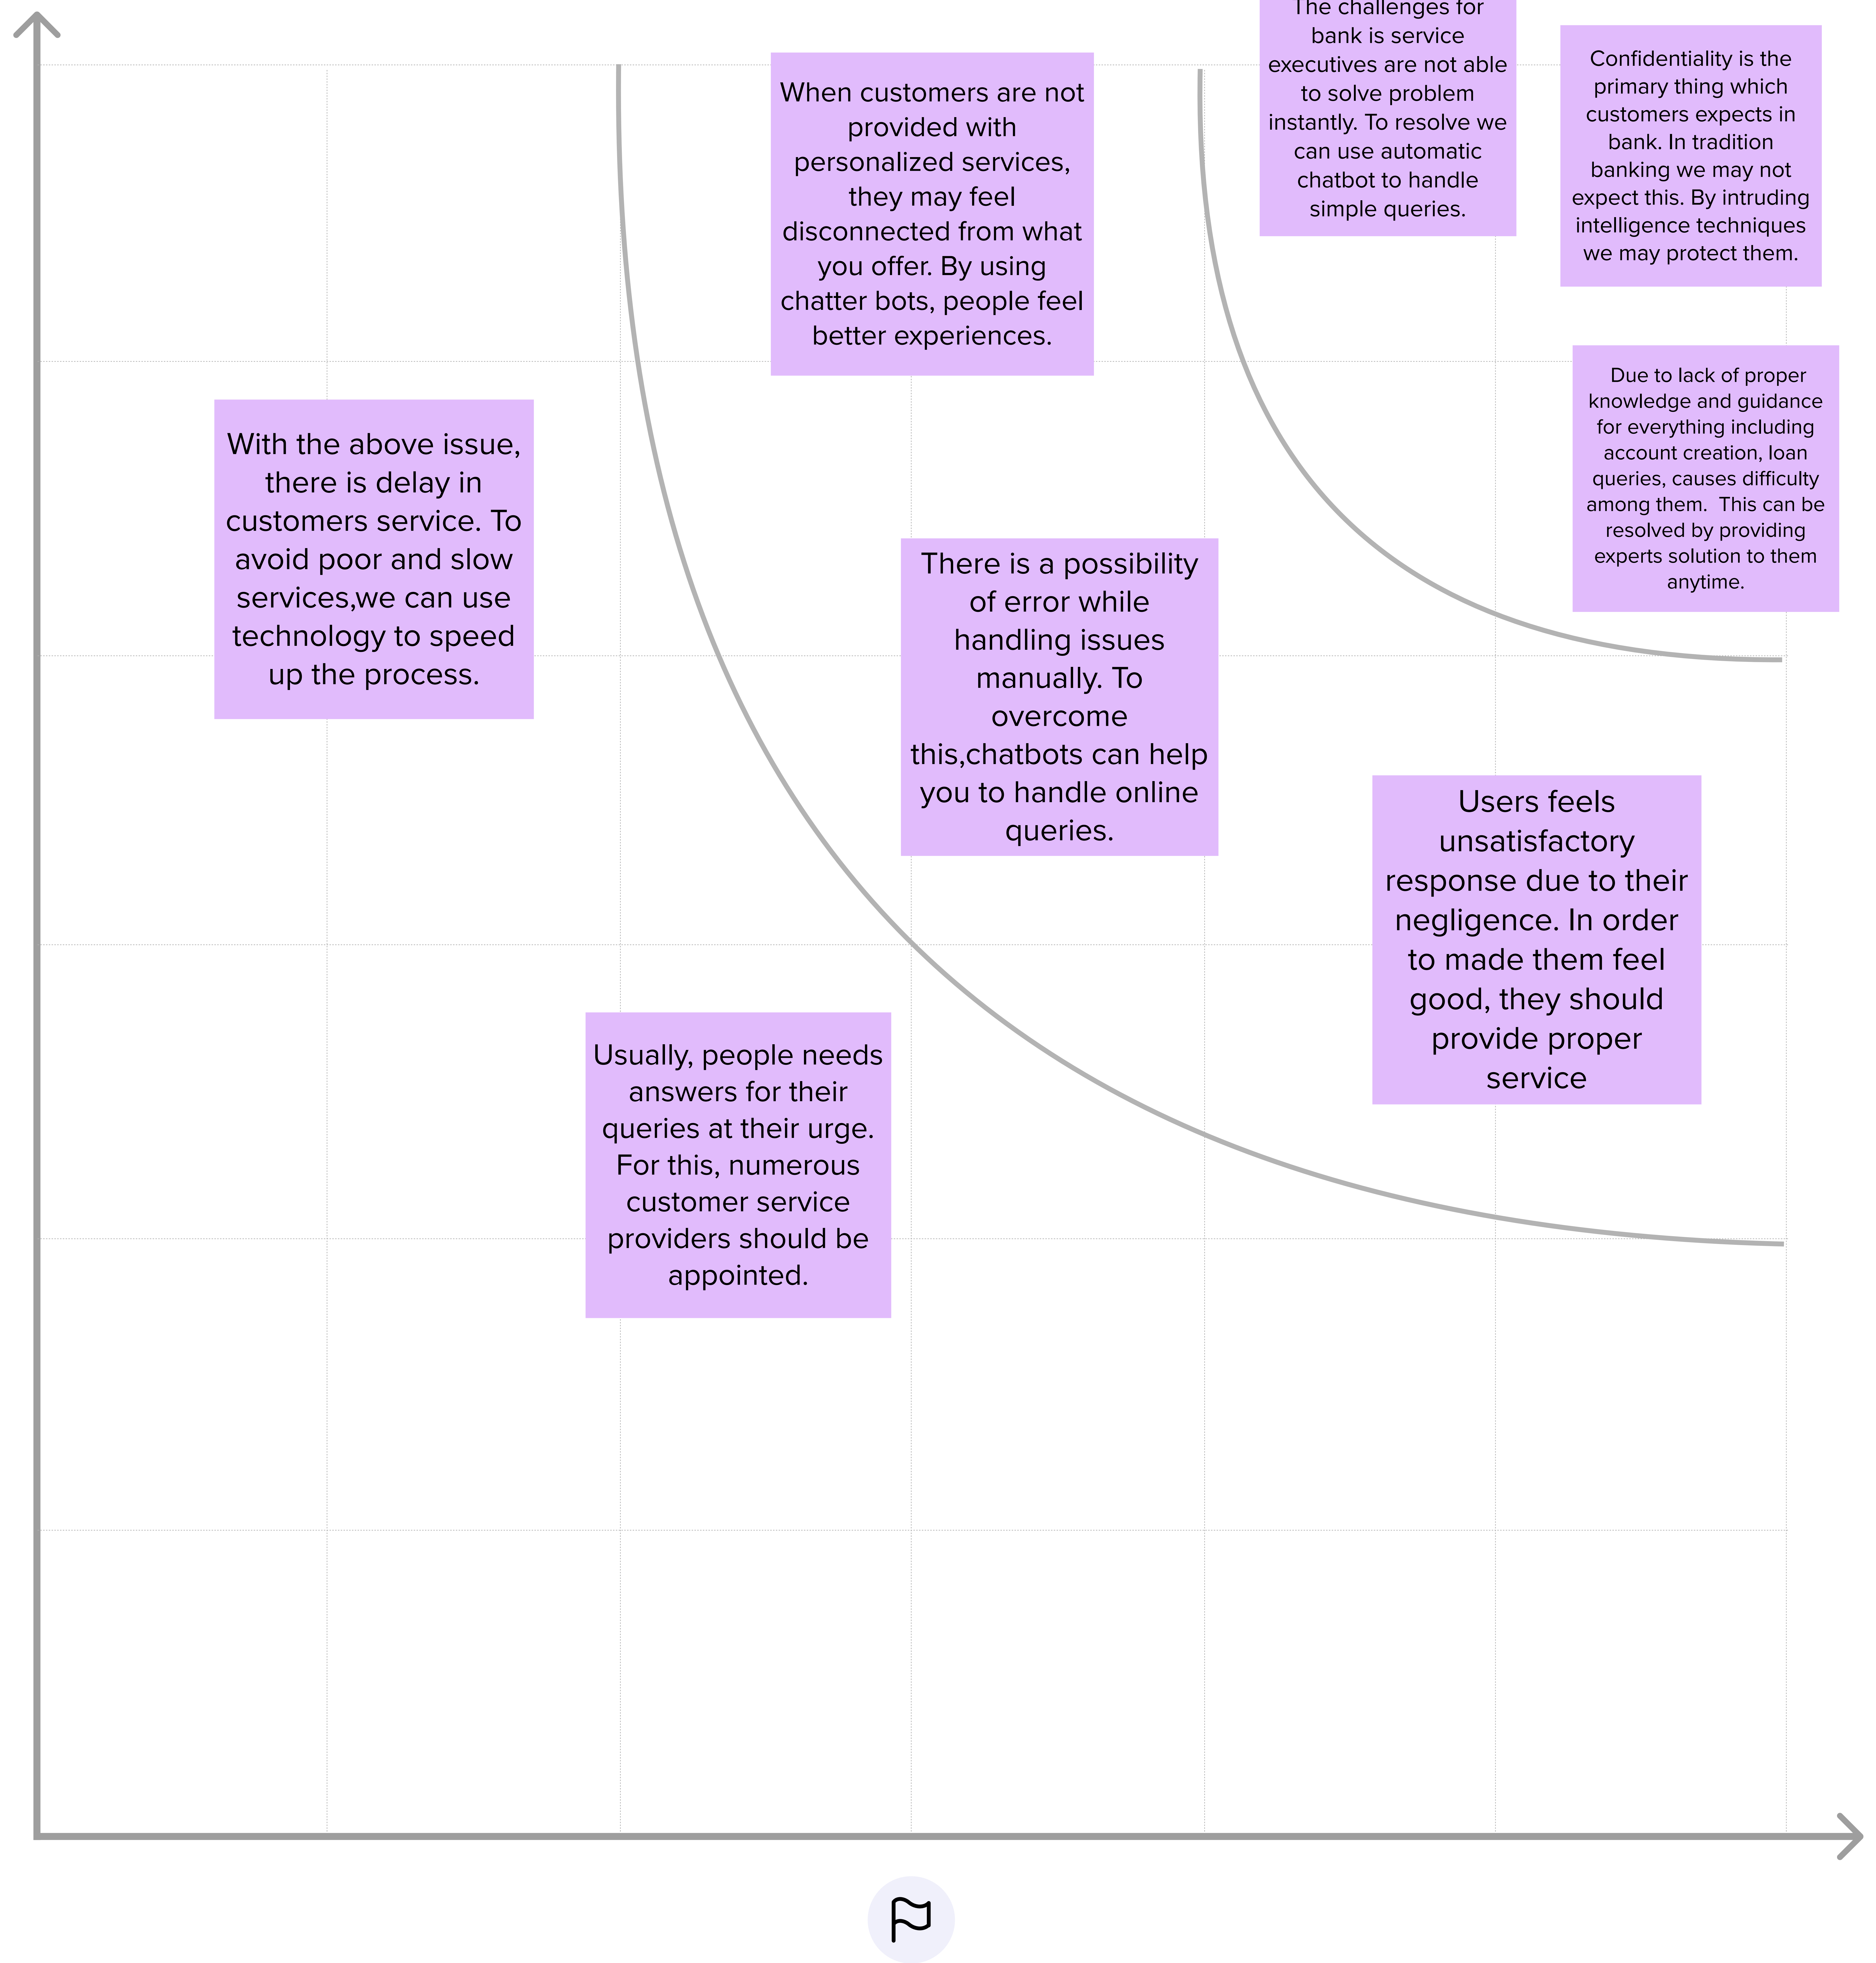 The challenges for
bank is service
executives are not able
to solve problem
instantly. To resolve we
can use automatic
chatbot to handle
simple queries.
Confidentiality is the
primary thing which
customers expects in
bank. In tradition
banking we may not
expect this. By intruding
intelligence techniques
we may protect them.
When customers are not
provided with
personalized services,
they may feel
disconnected from what
you offer. By using
chatter bots, people feel
better experiences.
Due to lack of proper
knowledge and guidance
for everything including
account creation, loan
queries, causes difficulty
among them.  This can be
resolved by providing
experts solution to them
anytime.
With the above issue,
there is delay in
customers service. To
avoid poor and slow
services,we can use
technology to speed
up the process.
There is a possibility
of error while
handling issues
manually. To
overcome
this,chatbots can help
you to handle online
queries.
Users feels
unsatisfactory
response due to their
negligence. In order
to made them feel
good, they should
provide proper
service
Usually, people needs
answers for their
queries at their urge.
For this, numerous
customer service
providers should be
appointed.